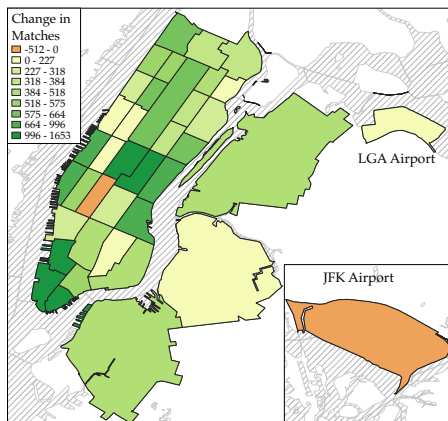 Change in
Matches
-512 - 0
0 - 227
227 - 318
318 - 384
384 - 518
518 - 575
575 - 664
664 - 996
996 - 1653
LGA Airport
JFK Airport